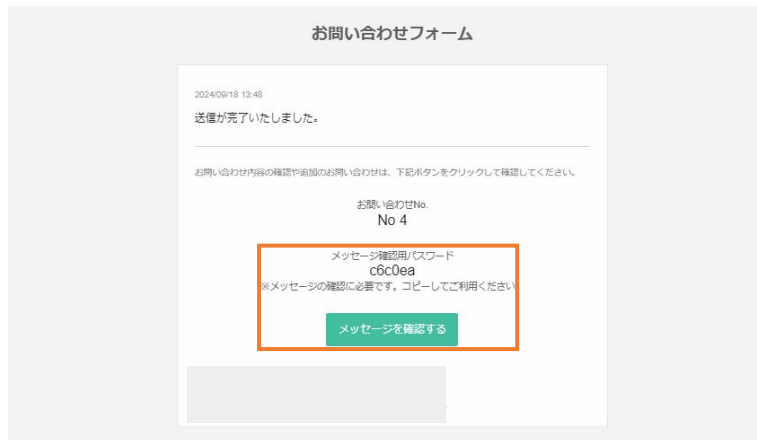 お問い合わせフォーム
2024/09/18 13:48
送信が完了いたしました。
お問い合わせ内容の確認や追加のお問い合わせは、下記ボタンをクリックして確認してください。
お問い合わせNo.
No 4
メッセージ確認用パスワード
c6c0ea
※メッセージの確認に必要です。コピーしてご利用ください
メッセージを確認する